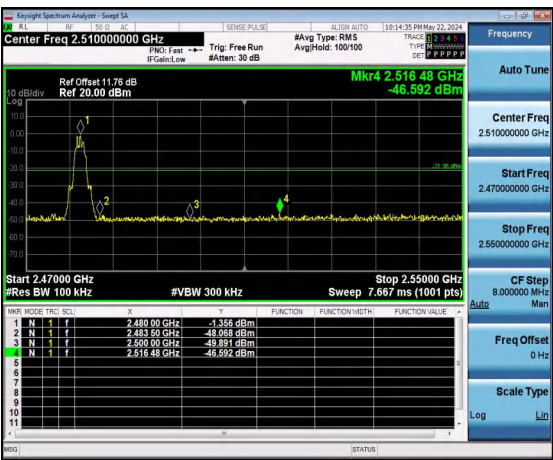 Keysight Spectrum Analyzer - Swept SA
RL RF 50 Ω AC SENSE:PULSE ALIGN AUTO 10:14:35 PM May 22, 2024
Center Freq 2.510000000 GHz #Avg Type: RMS TRACE 1 2 3 4 5 6
PNO: Fast Trig: Free Run Avg|Hold: 100/100 TYPE M WWWWW
IFGain:Low #Atten: 30 dB DET P P P P P P
Ref Offset 11.76 dB Mkr4 2.516 48 GHz
10 dB/div Ref 20.00 dBm -46.592 dBm
Log
10.0
0.00
-10.0
-20.0
-21.36 dBm
-30.0
-40.0
-50.0
-60.0
-70.0
1
2
3
4
Start 2.47000 GHz Stop 2.55000 GHz
#Res BW 100 kHz #VBW 300 kHz Sweep 7.667 ms (1001 pts)
MKR MODE TRC SCL X Y FUNCTION FUNCTION WIDTH FUNCTION VALUE
1 N 1 f 2.480 00 GHz -1.356 dBm
2 N 1 f 2.483 50 GHz -48.068 dBm
3 N 1 f 2.500 00 GHz -49.891 dBm
4 N 1 f 2.516 48 GHz -46.592 dBm
5
6
7
8
9
10
11
MSG STATUS
Frequency
Auto Tune
Center Freq
2.510000000 GHz
Start Freq
2.470000000 GHz
Stop Freq
2.550000000 GHz
CF Step
8.000000 MHz
Auto Man
Freq Offset
0 Hz
Scale Type
Log Lin